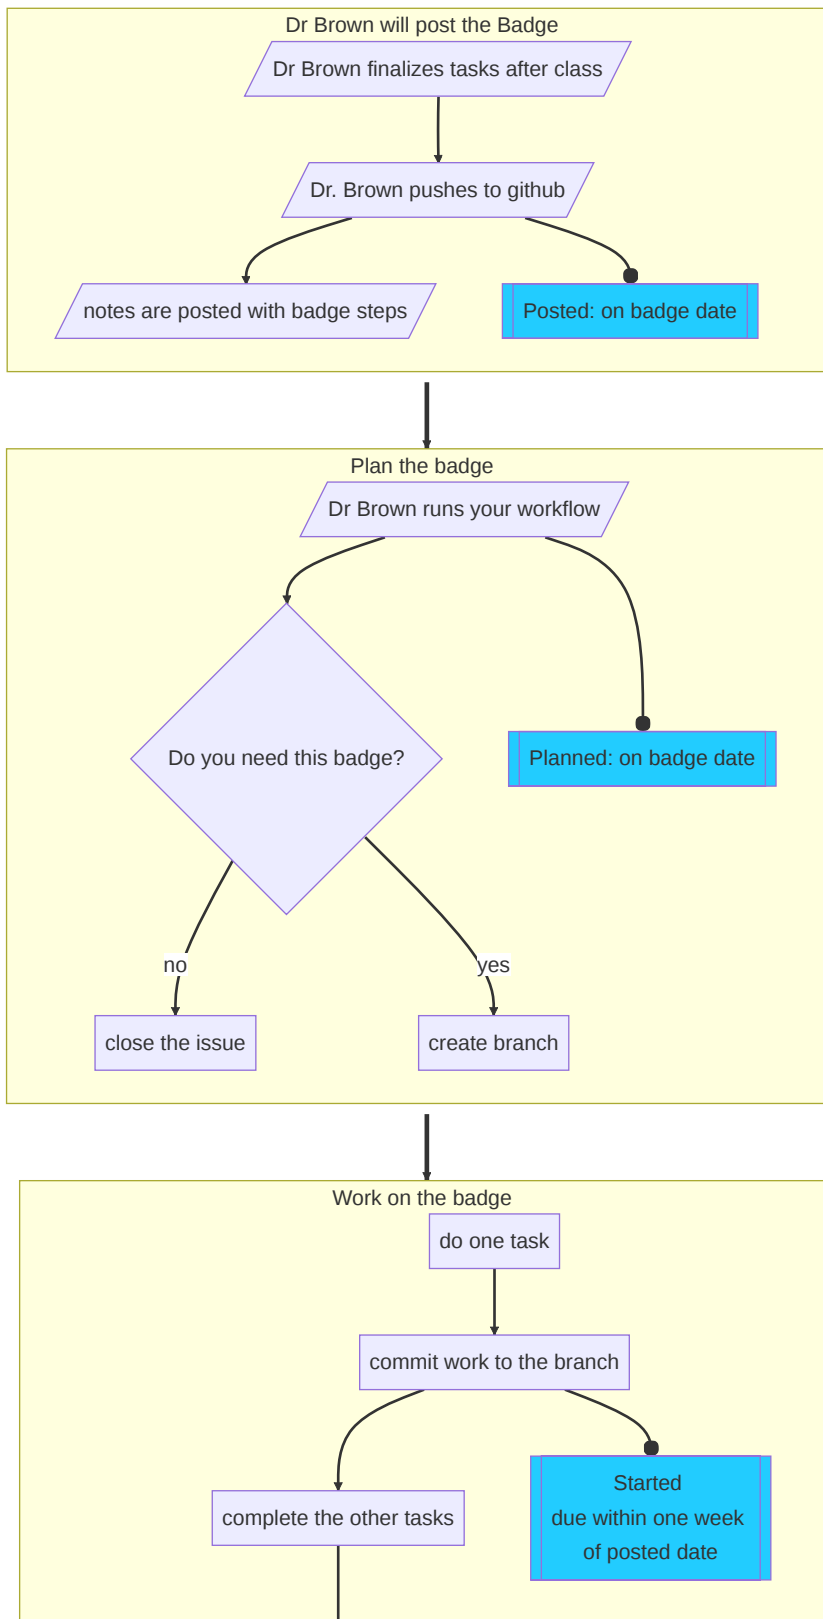 Dr Brown will post the Badge
Dr Brown finalizes tasks after class
Dr. Brown pushes to github
notes are posted with badge steps
Posted: on badge date
Plan the badge
Dr Brown runs your workflow
Do you need this badge?
Planned: on badge date
no
yes
close the issue
create branch
Work on the badge
do one task
commit work to the branch
complete the other tasks
Started
due within one week
of posted date